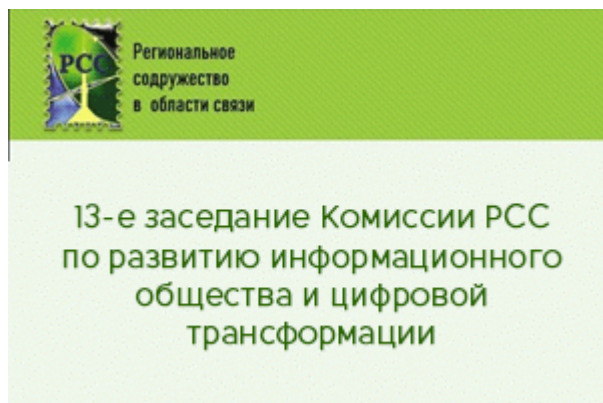 РСС
Региональное
содружество
в области связи
13-е заседание Комиссии РСС
по развитию информационного
общества и цифровой
трансформации